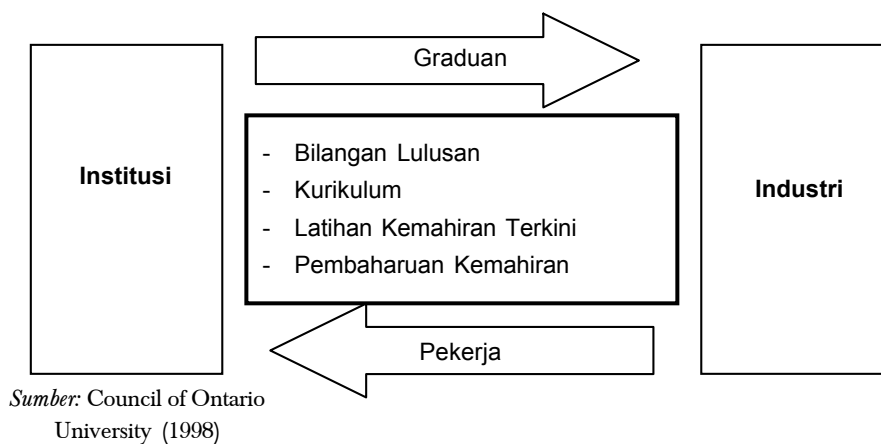 Graduan
Institusi
- Bilangan Lulusan
- Kurikulum
- Latihan Kemahiran Terkini
- Pembaharuan Kemahiran
Industri
Pekerja
Sumber: Council of Ontario
University (1998)